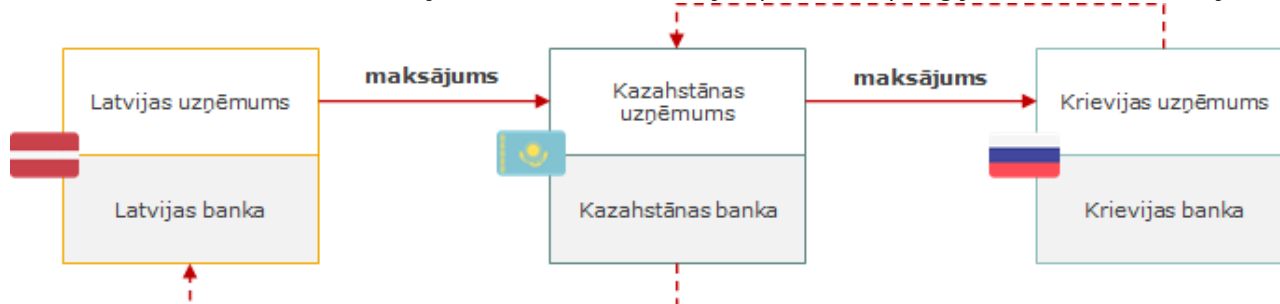 maksājums
maksājums
Latvijas uzņēmums
Kazahstānas
uzņēmums
Krievijas uzņēmums
Latvijas banka
Kazahstānas banka
Krievijas banka